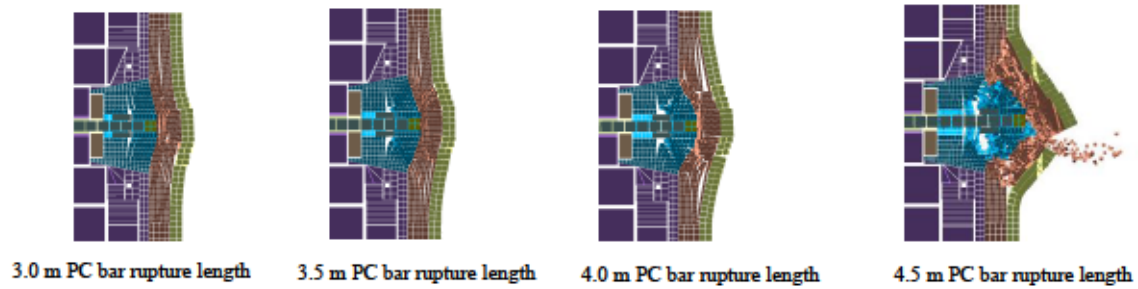 3.0 m PC bar rupture length
3.5 m PC bar rupture length
4.0 m PC bar rupture length
4.5 m PC bar rupture length